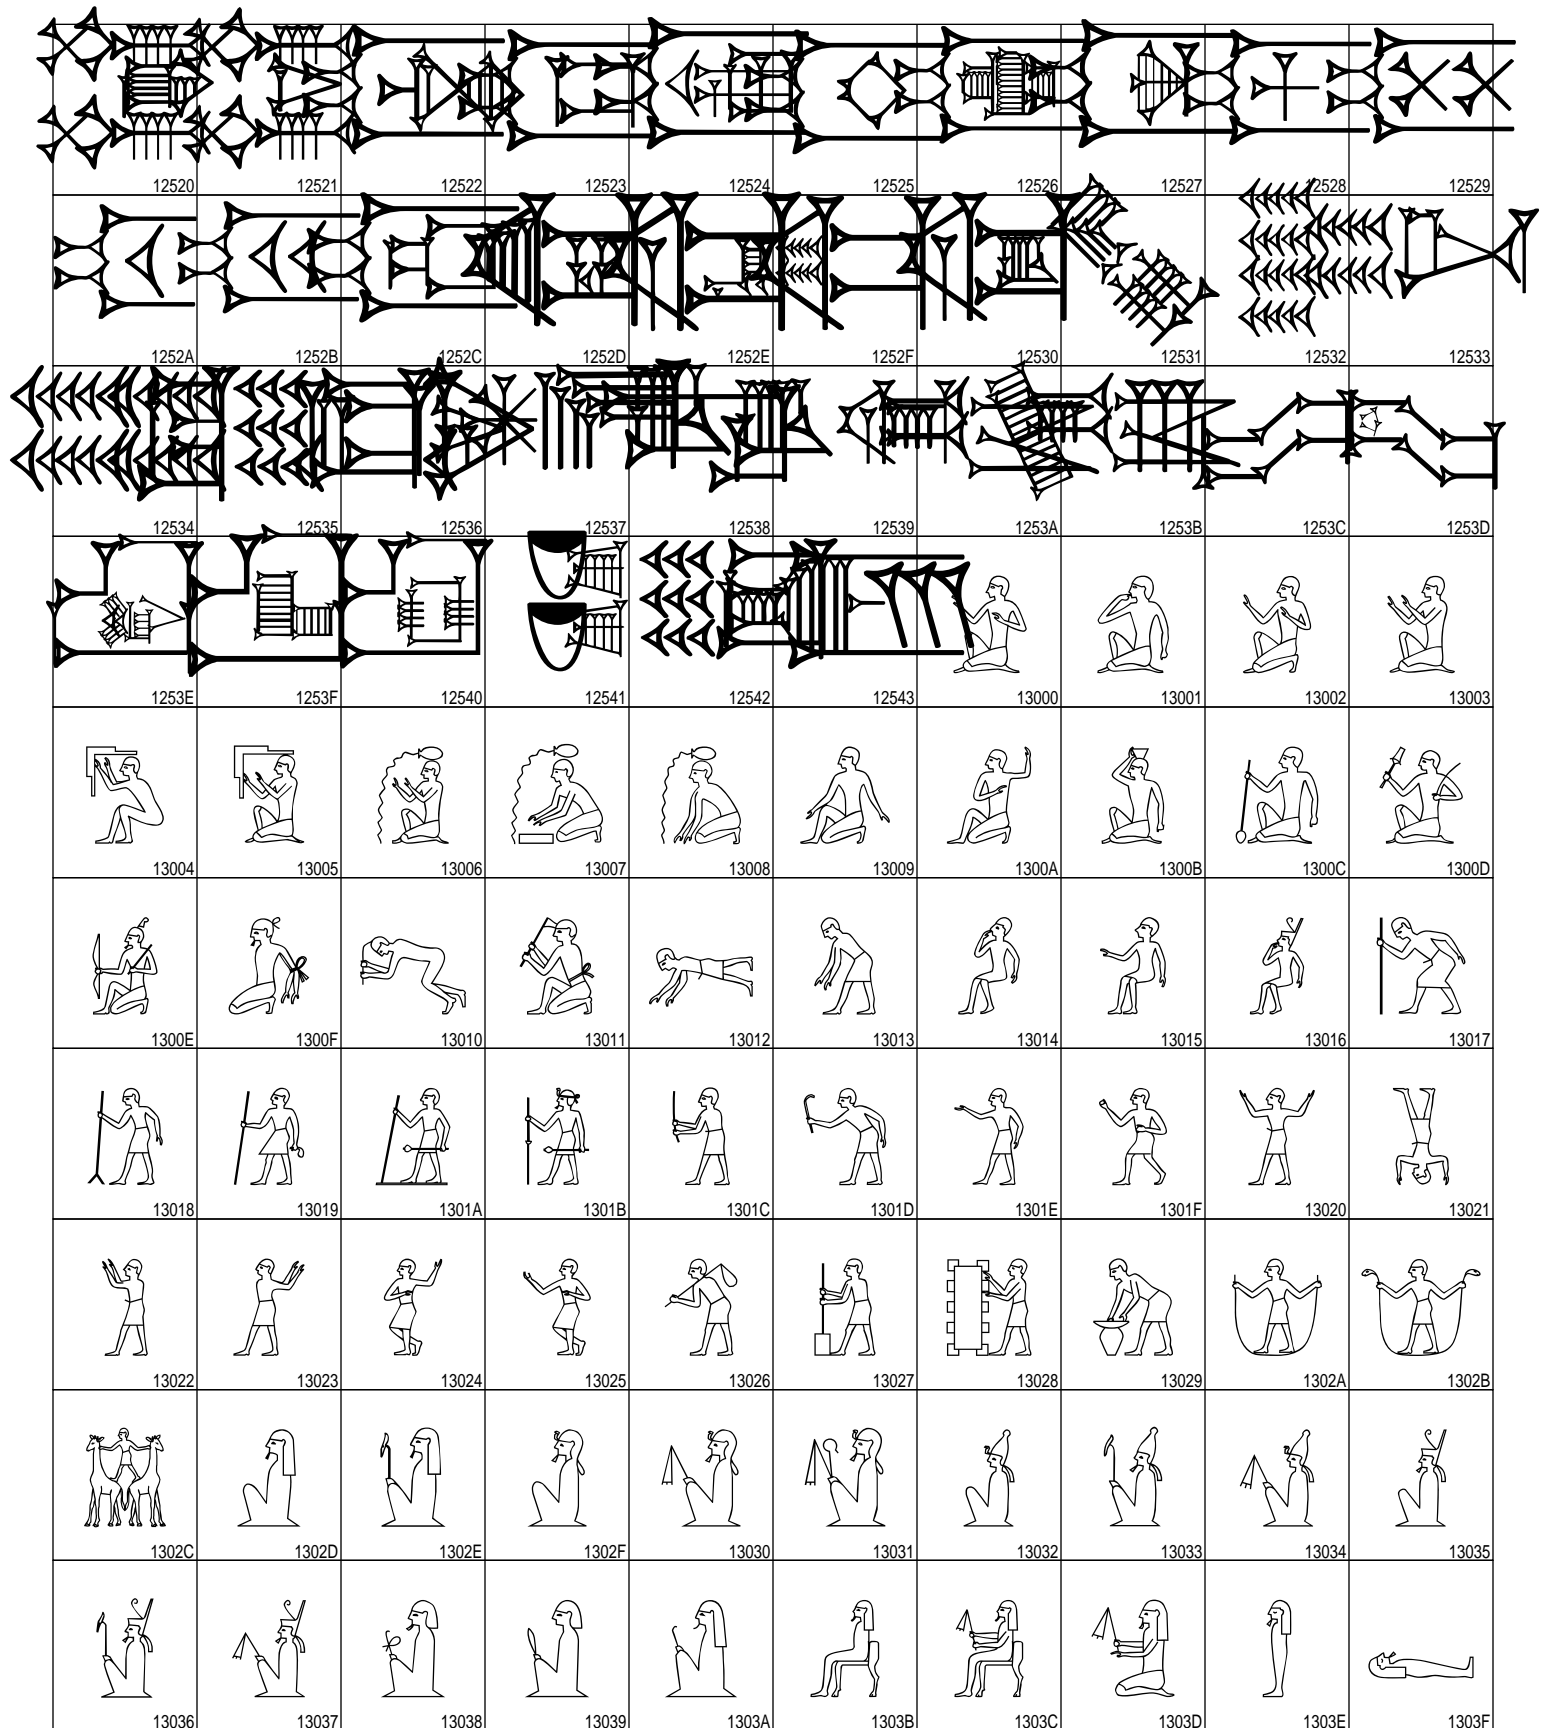 𒔠 𒔡 𒔢 𒔣 𒔤 𒔥 𒔦 𒔧 𒔨 𒔩
12520 12521 12522 12523 12524 12525 12526 12527 12528 12529
𒔪 𒔫 𒔬 𒔭 𒔮 𒔯 𒔰 𒔱 𒔲 𒔳
1252A 1252B 1252C 1252D 1252E 1252F 12530 12531 12532 12533
𒔴 𒔵 𒔶 𒔷 𒔸 𒔹 𒔺 𒔻 𒔼 𒔽
12534 12535 12536 12537 12538 12539 1253A 1253B 1253C 1253D
𒔾 𒔿 𒕀 𒕁 𒕂 𒕃 𓀀 𓀁 𓀂 𓀃
1253E 1253F 12540 12541 12542 12543 13000 13001 13002 13003
𓀄 𓀅 𓀆 𓀇 𓀈 𓀉 𓀊 𓀋 𓀌 𓀍
13004 13005 13006 13007 13008 13009 1300A 1300B 1300C 1300D
𓀎 𓀏 𓀐 𓀑 𓀒 𓀓 𓀔 𓀕 𓀖 𓀗
1300E 1300F 13010 13011 13012 13013 13014 13015 13016 13017
𓀘 𓀙 𓀚 𓀛 𓀜 𓀝 𓀞 𓀟 𓀠 𓀡
13018 13019 1301A 1301B 1301C 1301D 1301E 1301F 13020 13021
𓀢 𓀣 𓀤 𓀥 𓀦 𓀧 𓀨 𓀩 𓀪 𓀫
13022 13023 13024 13025 13026 13027 13028 13029 1302A 1302B
𓀬 𓀭 𓀮 𓀯 𓀰 𓀱 𓀲 𓀳 𓀴 𓀵
1302C 1302D 1302E 1302F 13030 13031 13032 13033 13034 13035
𓀶 𓀷 𓀸 𓀹 𓀺 𓀻 𓀼 𓀽 𓀾 𓀿
13036 13037 13038 13039 1303A 1303B 1303C 1303D 1303E 1303F